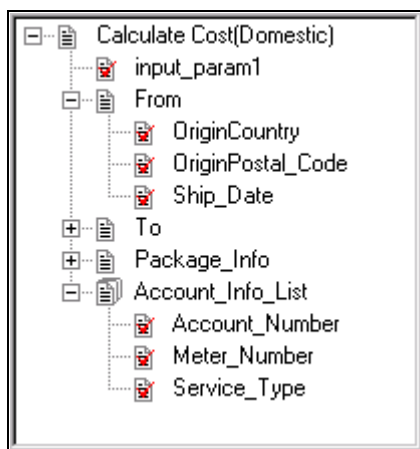 Calculate Cost(Domestic)
input_param1
From
OriginCountry
OriginPostal_Code
Ship_Date
To
Package_Info
Account_Info_List
Account_Number
Meter_Number
Service_Type